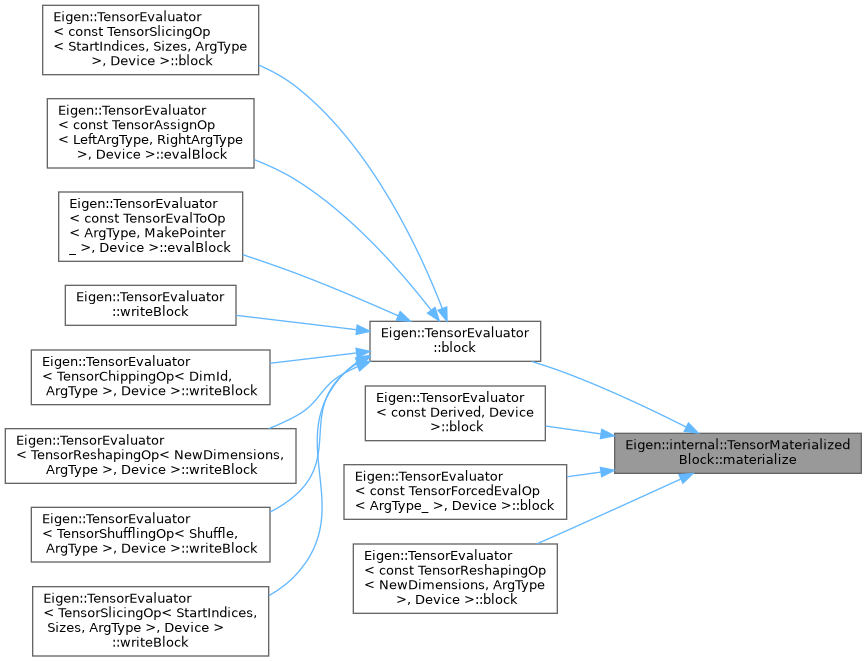 Eigen::TensorEvaluator
< const TensorSlicingOp
< StartIndices, Sizes, ArgType
>, Device >::block
Eigen::TensorEvaluator
< const TensorAssignOp
< LeftArgType, RightArgType
>, Device >::evalBlock
Eigen::TensorEvaluator
< const TensorEvalToOp
< ArgType, MakePointer
_ >, Device >::evalBlock
Eigen::TensorEvaluator
::writeBlock
Eigen::TensorEvaluator
< TensorChippingOp< DimId,
ArgType >, Device >::writeBlock
Eigen::TensorEvaluator
< TensorReshapingOp< NewDimensions,
ArgType >, Device >::writeBlock
Eigen::TensorEvaluator
< TensorShufflingOp< Shuffle,
ArgType >, Device >::writeBlock
Eigen::TensorEvaluator
< TensorSlicingOp< StartIndices,
Sizes, ArgType >, Device >
::writeBlock
Eigen::TensorEvaluator
::block
Eigen::TensorEvaluator
< const Derived, Device
>::block
Eigen::TensorEvaluator
< const TensorForcedEvalOp
< ArgType_ >, Device >::block
Eigen::TensorEvaluator
< const TensorReshapingOp
< NewDimensions, ArgType
>, Device >::block
Eigen::internal::TensorMaterialized
Block::materialize